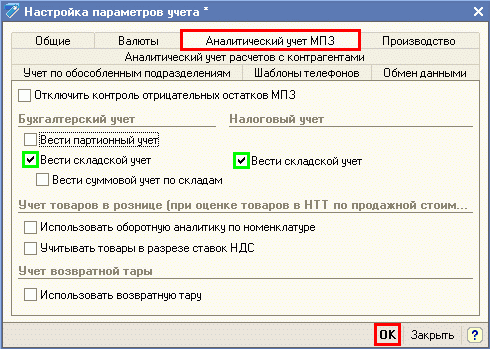 Настройка параметров учета *
Общие Валюты Аналитический учет МПЗ Производство
Аналитический учет расчетов с контрагентами
Учет по обособленным подразделениям Шаблоны телефонов Обмен данными
Отключить контроль отрицательных остатков МПЗ
Бухгалтерский учет Налоговый учет
Вести партионный учет
Вести складской учет Вести складской учет
Вести суммовой учет по складам
Учет товаров в рознице (при оценке товаров в НТТ по продажной стоим...
Использовать оборотную аналитику по номенклатуре
Учитывать товары в разрезе ставок НДС
Учет возвратной тары
Использовать возвратную тару
OK Закрыть ?